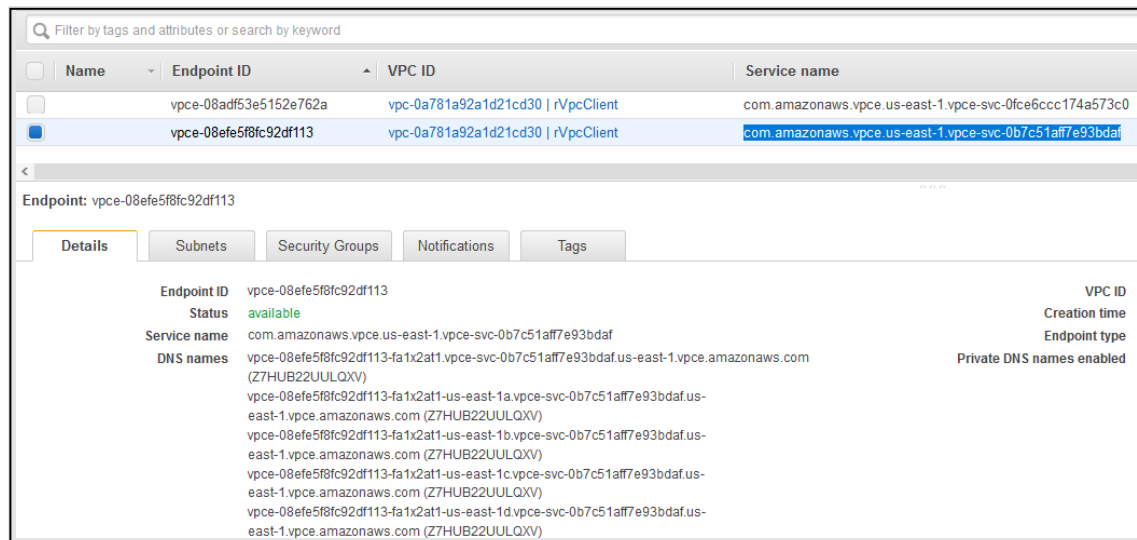 Filter by tags and attributes or search by keyword
Name Endpoint ID VPC ID Service name
vpce-08adf53e5152e762a vpc-0a781a92a1d21cd30 | rVpcClient com.amazonaws.vpce.us-east-1.vpce-svc-0fce6ccc174a573c0
vpce-08efe5f8fc92df113 vpc-0a781a92a1d21cd30 | rVpcClient com.amazonaws.vpce.us-east-1.vpce-svc-0b7c51aff7e93bdaf
Endpoint: vpce-08efe5f8fc92df113
Details Subnets Security Groups Notifications Tags
Endpoint ID vpce-08efe5f8fc92df113 VPC ID
Status available Creation time
Service name com.amazonaws.vpce.us-east-1.vpce-svc-0b7c51aff7e93bdaf Endpoint type
DNS names vpce-08efe5f8fc92df113-fa1x2at1.vpce-svc-0b7c51aff7e93bdaf.us-east-1.vpce.amazonaws.com Private DNS names enabled
(Z7HUB22UULQXV)
vpce-08efe5f8fc92df113-fa1x2at1-us-east-1a.vpce-svc-0b7c51aff7e93bdaf.us-
east-1.vpce.amazonaws.com (Z7HUB22UULQXV)
vpce-08efe5f8fc92df113-fa1x2at1-us-east-1b.vpce-svc-0b7c51aff7e93bdaf.us-
east-1.vpce.amazonaws.com (Z7HUB22UULQXV)
vpce-08efe5f8fc92df113-fa1x2at1-us-east-1c.vpce-svc-0b7c51aff7e93bdaf.us-
east-1.vpce.amazonaws.com (Z7HUB22UULQXV)
vpce-08efe5f8fc92df113-fa1x2at1-us-east-1d.vpce-svc-0b7c51aff7e93bdaf.us-
east-1.vpce.amazonaws.com (Z7HUB22UULQXV)